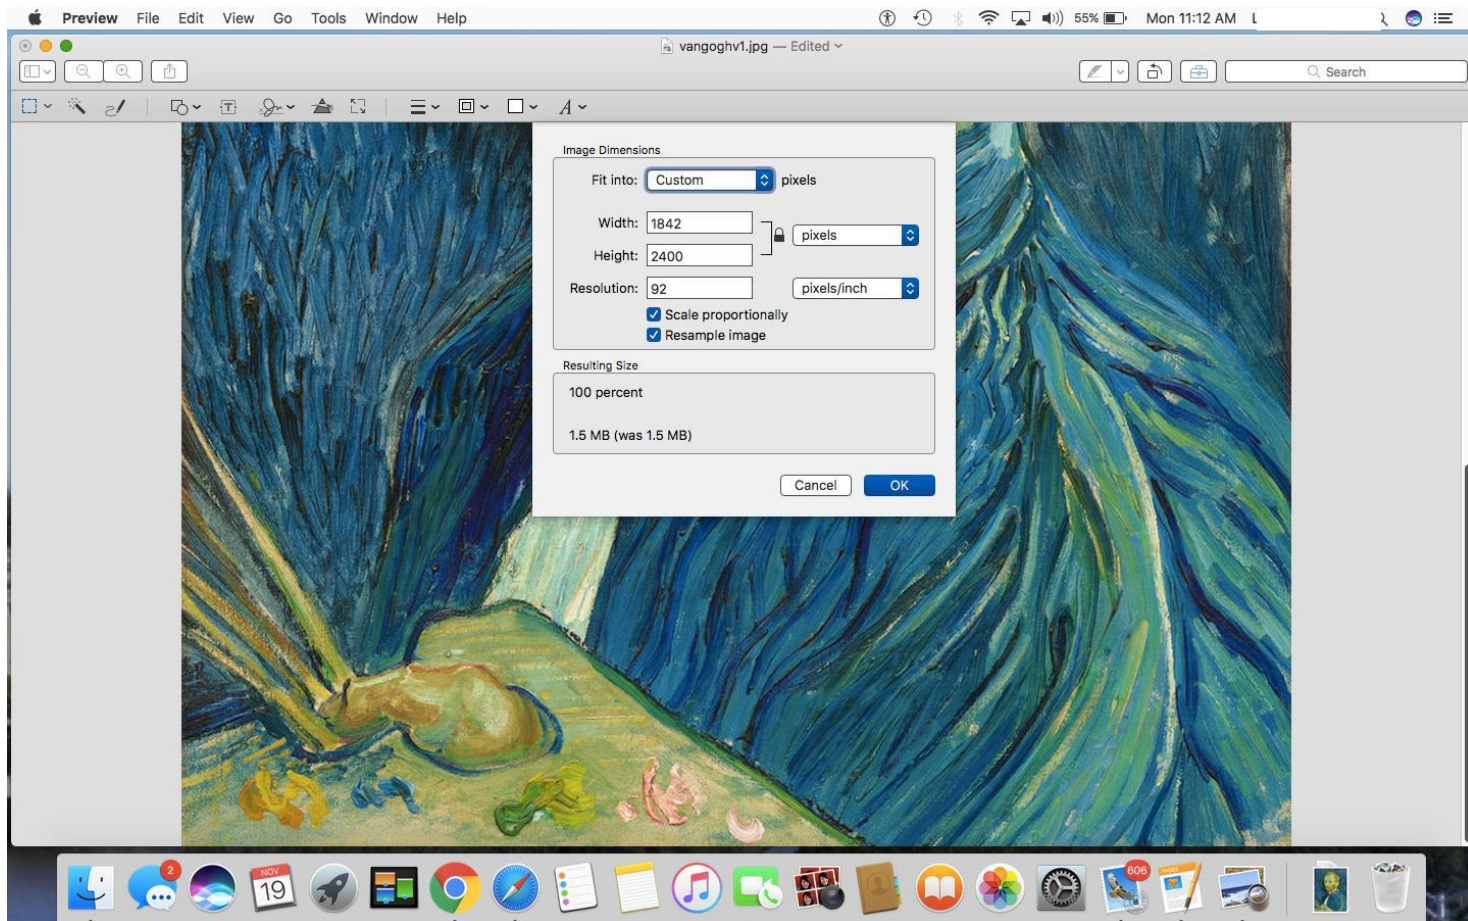 Preview File Edit View Go Tools Window Help 55% Mon 11:12 AM
vangoghv1.jpg — Edited
Search
T A
Image Dimensions
Fit into: Custom pixels
Width: 1842
pixels
Height: 2400
Resolution: 92 pixels/inch
Scale proportionally
Resample image
Resulting Size
100 percent
1.5 MB (was 1.5 MB)
Cancel OK
2
NOV
19
606
PAGES